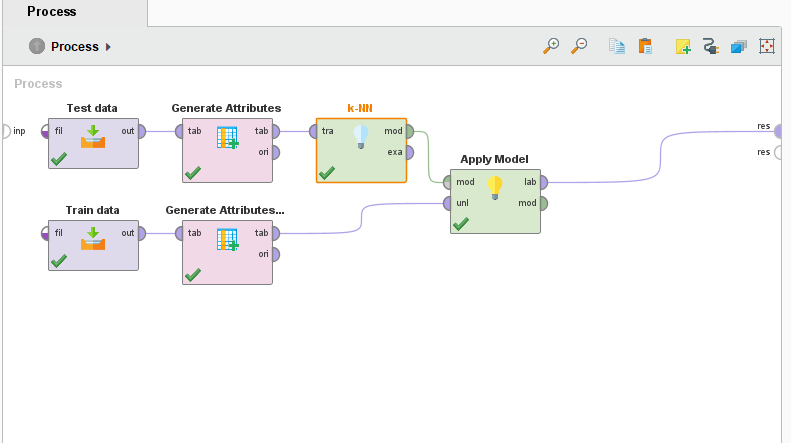 Process
Process
Process
Test data
Generate Attributes
k-NN
inp
fil
out
tab
tab
ori
tra
mod
exa
res
res
Apply Model
mod
lab
unl
mod
Train data
Generate Attributes...
fil
out
tab
tab
ori